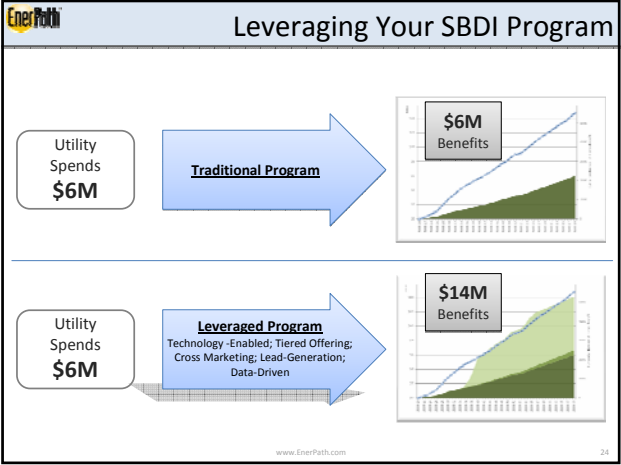 EnerPath
Leveraging Your SBDI Program
Utility
Spends
$6M
Traditional Program
$6M
Benefits
Utility
Spends
$6M
Leveraged Program
Technology -Enabled; Tiered Offering;
Cross Marketing; Lead-Generation;
Data-Driven
$14M
Benefits
www.EnerPath.com
24